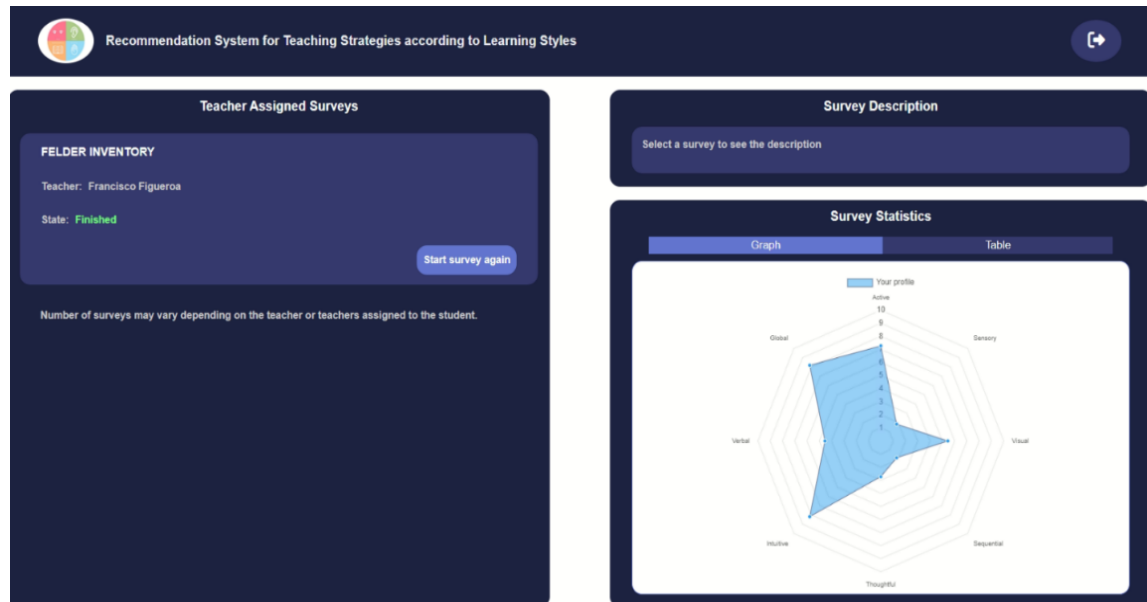 Recommendation System for Teaching Strategies according to Learning Styles
Teacher Assigned Surveys
FELDER INVENTORY
Teacher: Francisco Figueroa
State: Finished
Start survey again
Number of surveys may vary depending on the teacher or teachers assigned to the student.
Survey Description
Select a survey to see the description
Survey Statistics
Graph Table
Your profile
Active
10
9
Global 8 Sensory
7
6
5
4
3
2
1
Verbal Visual
Intuitive Sequential
Thoughtful